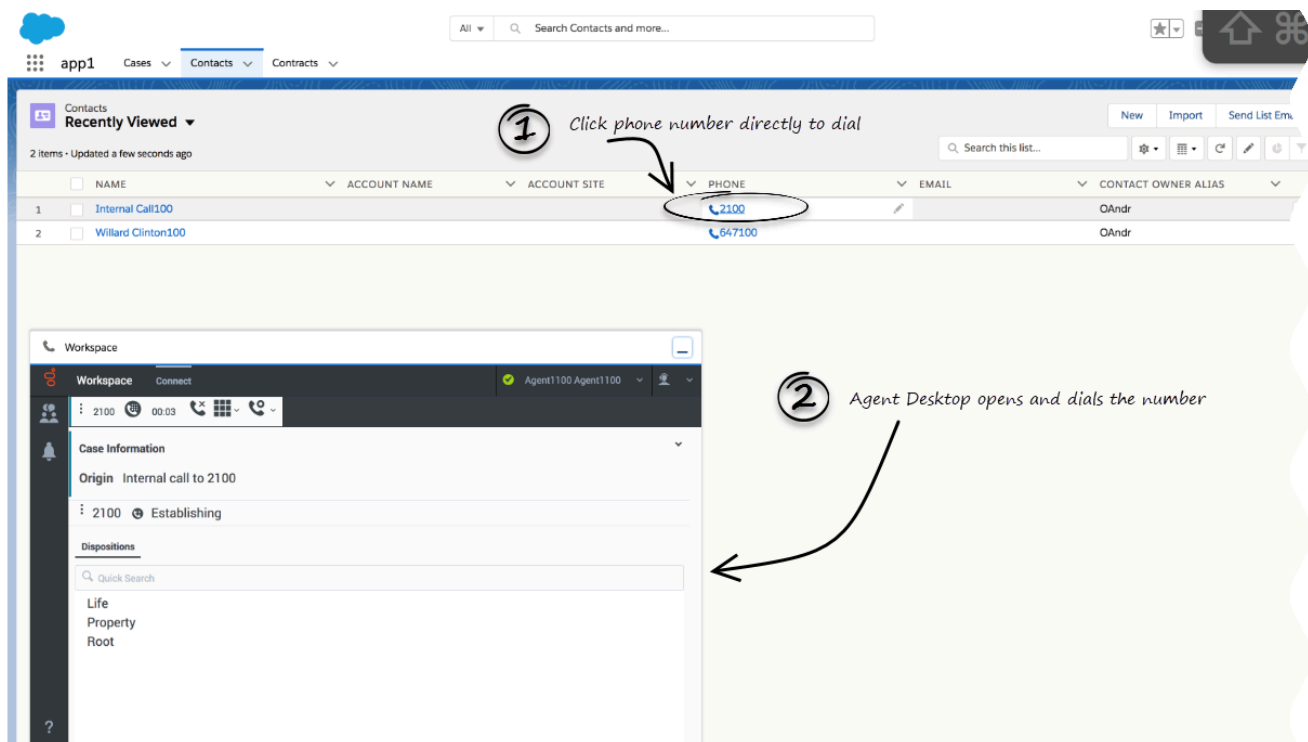 All Search Contacts and more...
app1 Cases Contacts Contracts
Contacts
Recently Viewed
New Import Send List Ema
2 items • Updated a few seconds ago
Search this list...
1 Click phone number directly to dial
NAME ACCOUNT NAME ACCOUNT SITE PHONE EMAIL CONTACT OWNER ALIAS
1 Internal Call100 2100 OAndr
2 Willard Clinton100 647100 OAndr
Workspace
Workspace Connect Agent1100 Agent1100
2100 00:03
Case Information
Origin Internal call to 2100
2100 Establishing
Dispositions
Quick Search
Life
Property
Root
?
2 Agent Desktop opens and dials the number